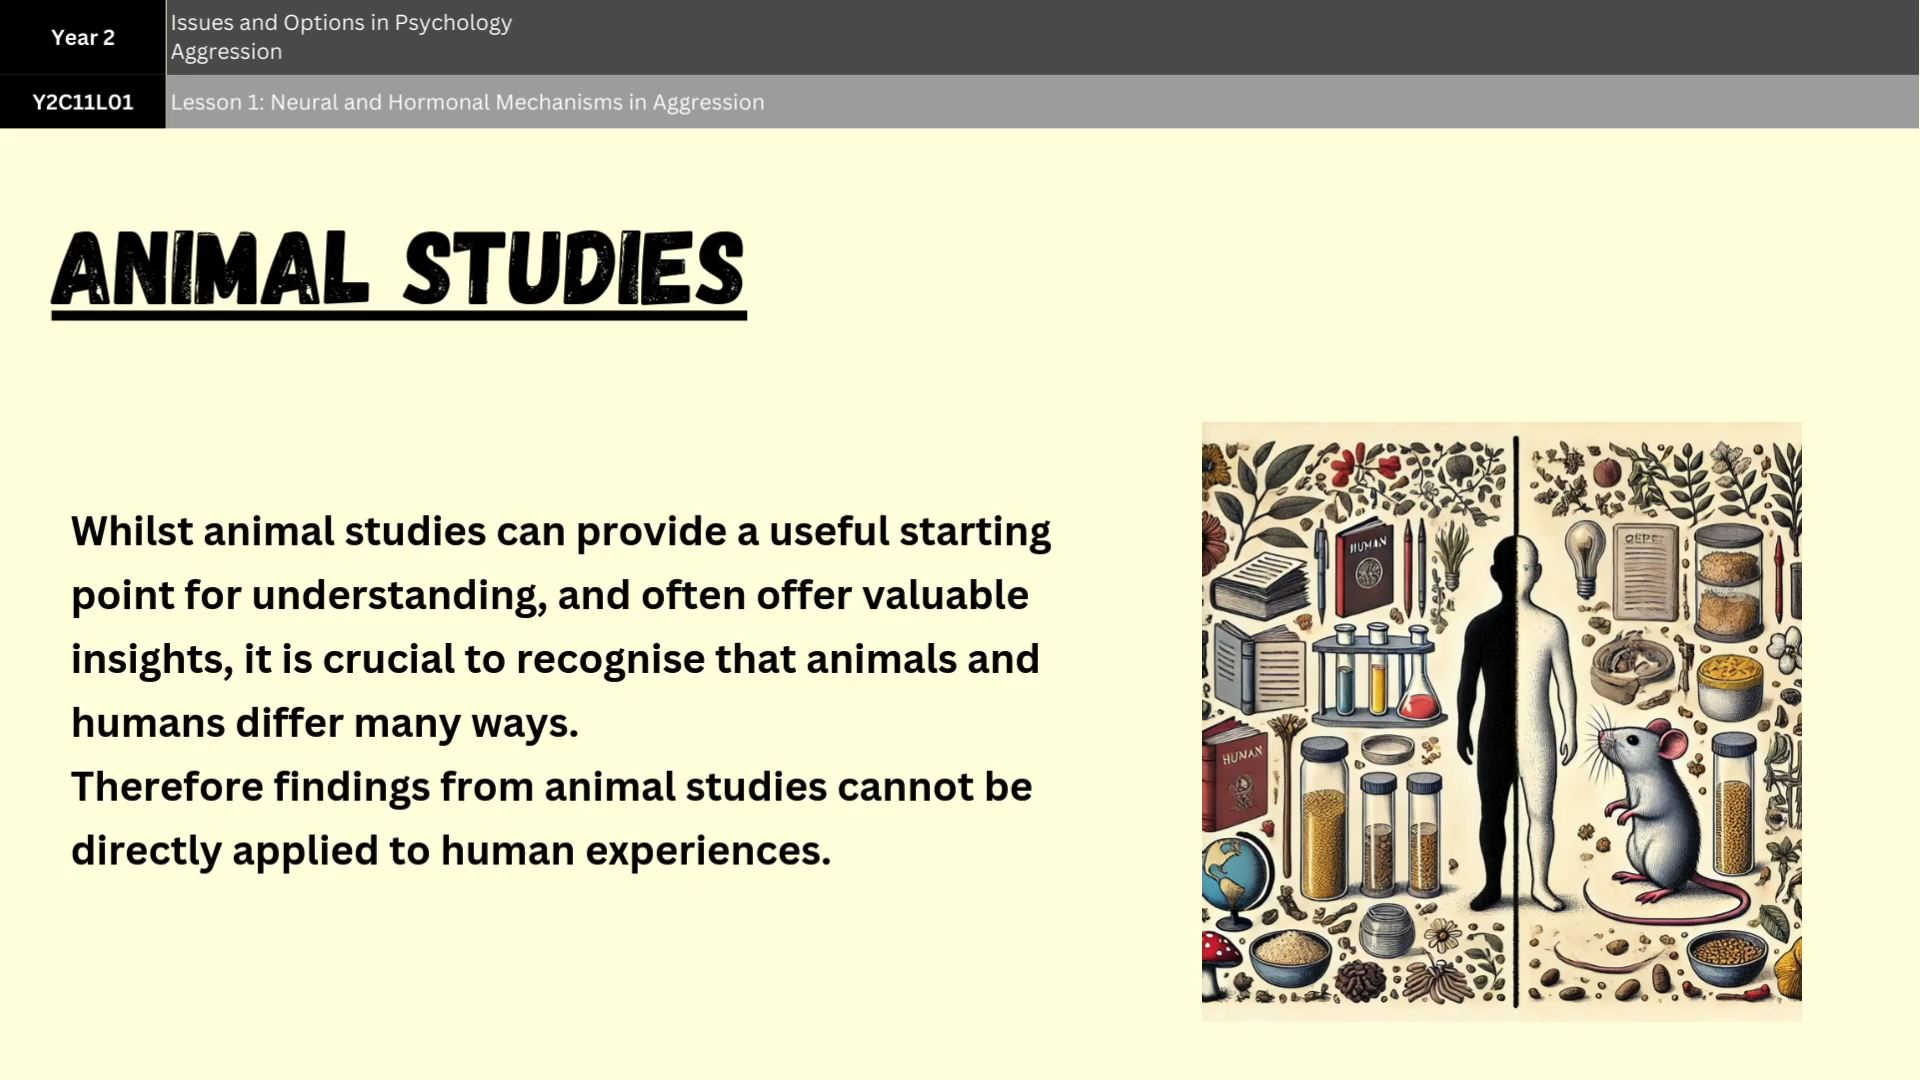 Year 2
Issues and Options in Psychology
Aggression
Y2C11L01
Lesson 1: Neural and Hormonal Mechanisms in Aggression
ANIMAL STUDIES
Whilst animal studies can provide a useful starting
point for understanding, and often offer valuable
insights, it is crucial to recognise that animals and
humans differ many ways.
Therefore findings from animal studies cannot be
directly applied to human experiences.
HUMAN
HUMAN